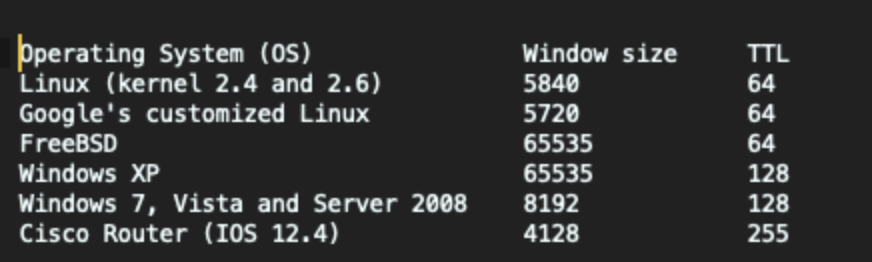 Operating System (OS) Window size TTL
Linux (kernel 2.4 and 2.6) 5840 64
Google's customized Linux 5720 64
FreeBSD 65535 64
Windows XP 65535 128
Windows 7, Vista and Server 2008 8192 128
Cisco Router (IOS 12.4) 4128 255